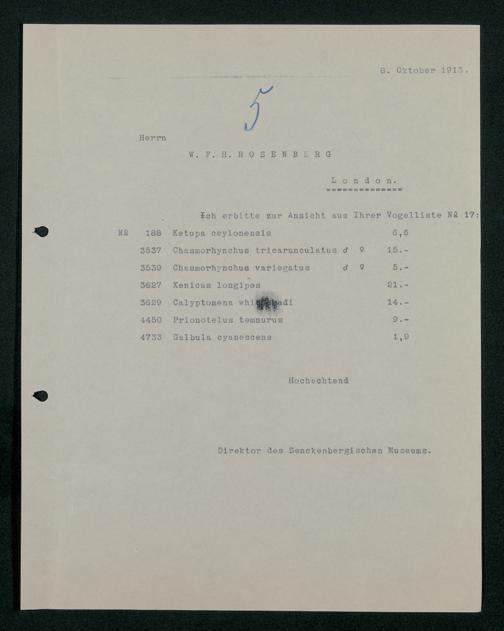 8. Oktober 1913.
5
Herrn
W. F. H. ROSENBERG
London.
Ich erbitte zur Ansicht aus Ihrer Vogelliste № 17:
№ 188 Ketupa ceylonensis 6,6
3537 Chasmorhynchus tricarunculatus ♂ ♀ 15.-
3539 Chasmorhynchus variegatus ♂ ♀ 5.-
3627 Xenicus longipes 21.-
3629 Calyptomena whiteheadi 14.-
4450 Prionotelus temnurus 9.-
4733 Galbula cyanescens 1,9
Hochachtend
Direktor des Senckenbergischen Museums.